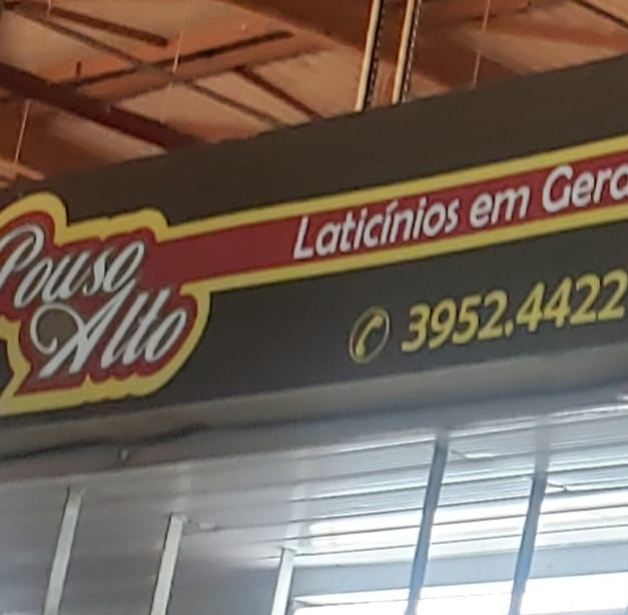 Pouso
Alto
Laticínios em Gera
3952.4422